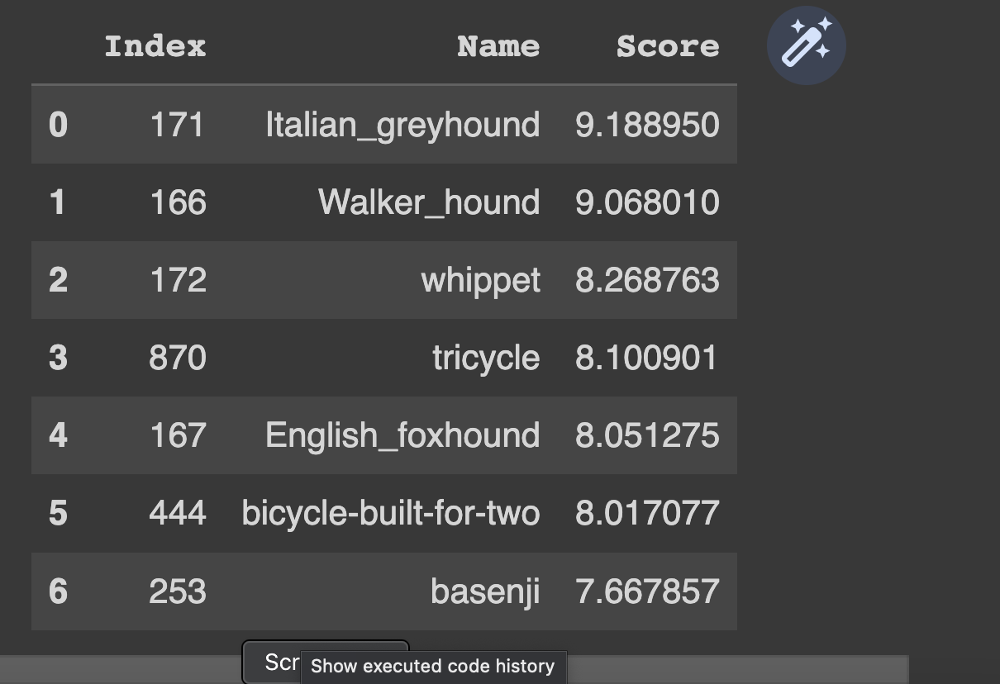 Index Name Score
0 171 Italian_greyhound 9.188950
1 166 Walker_hound 9.068010
2 172 whippet 8.268763
3 870 tricycle 8.100901
4 167 English_foxhound 8.051275
5 444 bicycle-built-for-two 8.017077
6 253 basenji 7.667857
Scr
Show executed code history